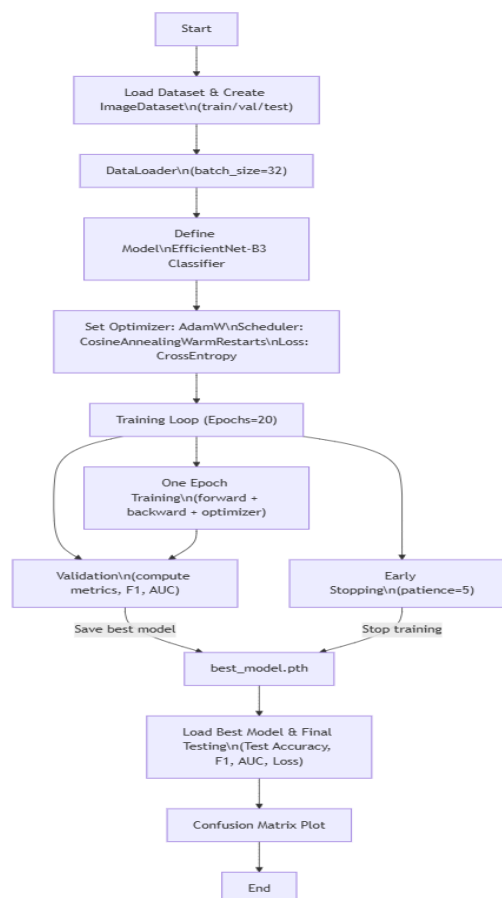 Start
Load Dataset & Create
ImageDataset\n(train/val/test)
DataLoader\n(batch_size=32)
Define
Model\nEfficientNet-B3
Classifier
Set Optimizer: AdamW\nScheduler:
CosineAnnealingWarmRestarts\nLoss:
CrossEntropy
Training Loop (Epochs=20)
One Epoch
Training\n(forward +
backward + optimizer)
Validation\n(compute
metrics, F1, AUC)
Early
Stopping\n(patience=5)
Save best model
Stop training
best_model.pth
Load Best Model & Final
Testing\n(Test Accuracy,
F1, AUC, Loss)
Confusion Matrix Plot
End